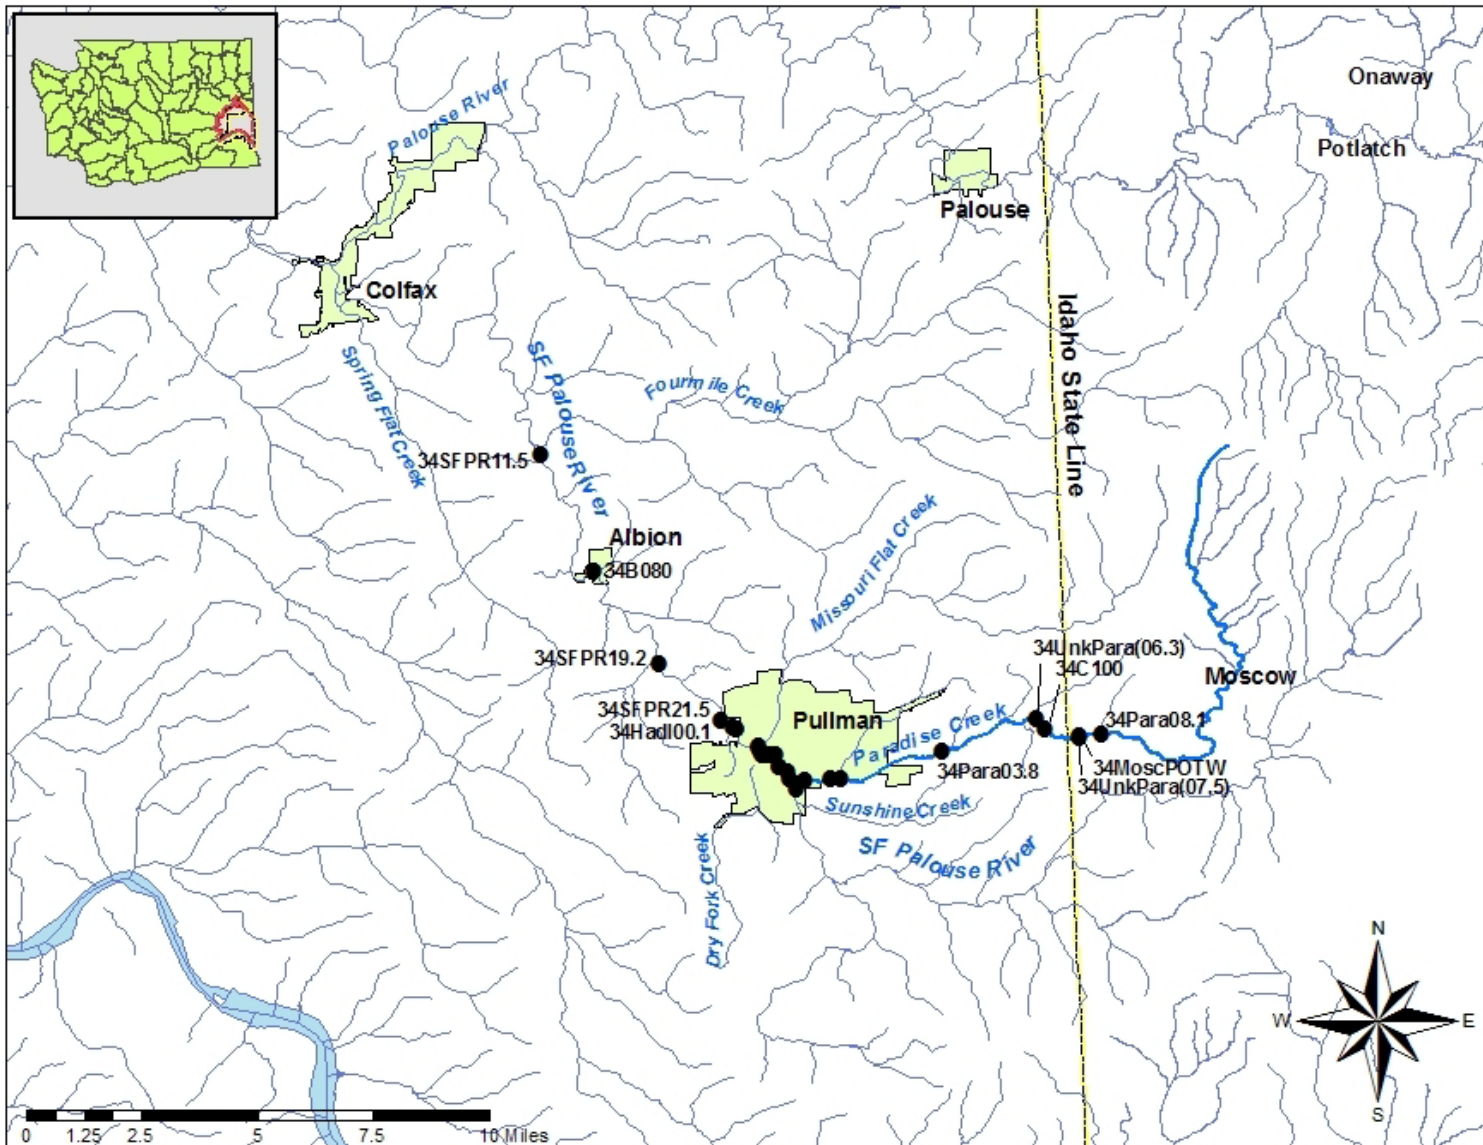 Onaway
Palouse River
Potlatch
Palouse
Colfax
Idaho State Line
SF Palouse River
Spring Flat Creek
Fourmile Creek
34SFPR11.5
Missouri Flat Creek
Albion
34B080
34UnkPara(06.3)
34SFPR19.2
34C100
Moscow
34SFPR21.5
Pullman
Paradise Creek
34Para08.1
34Hadl00.1
34Para03.8
34MoscPOTW
34UnkPara(07.5)
Sunshine Creek
SF Palouse River
Dry Fork Creek
N
W E
S
0 1.25 2.5 5 7.5 10 Miles